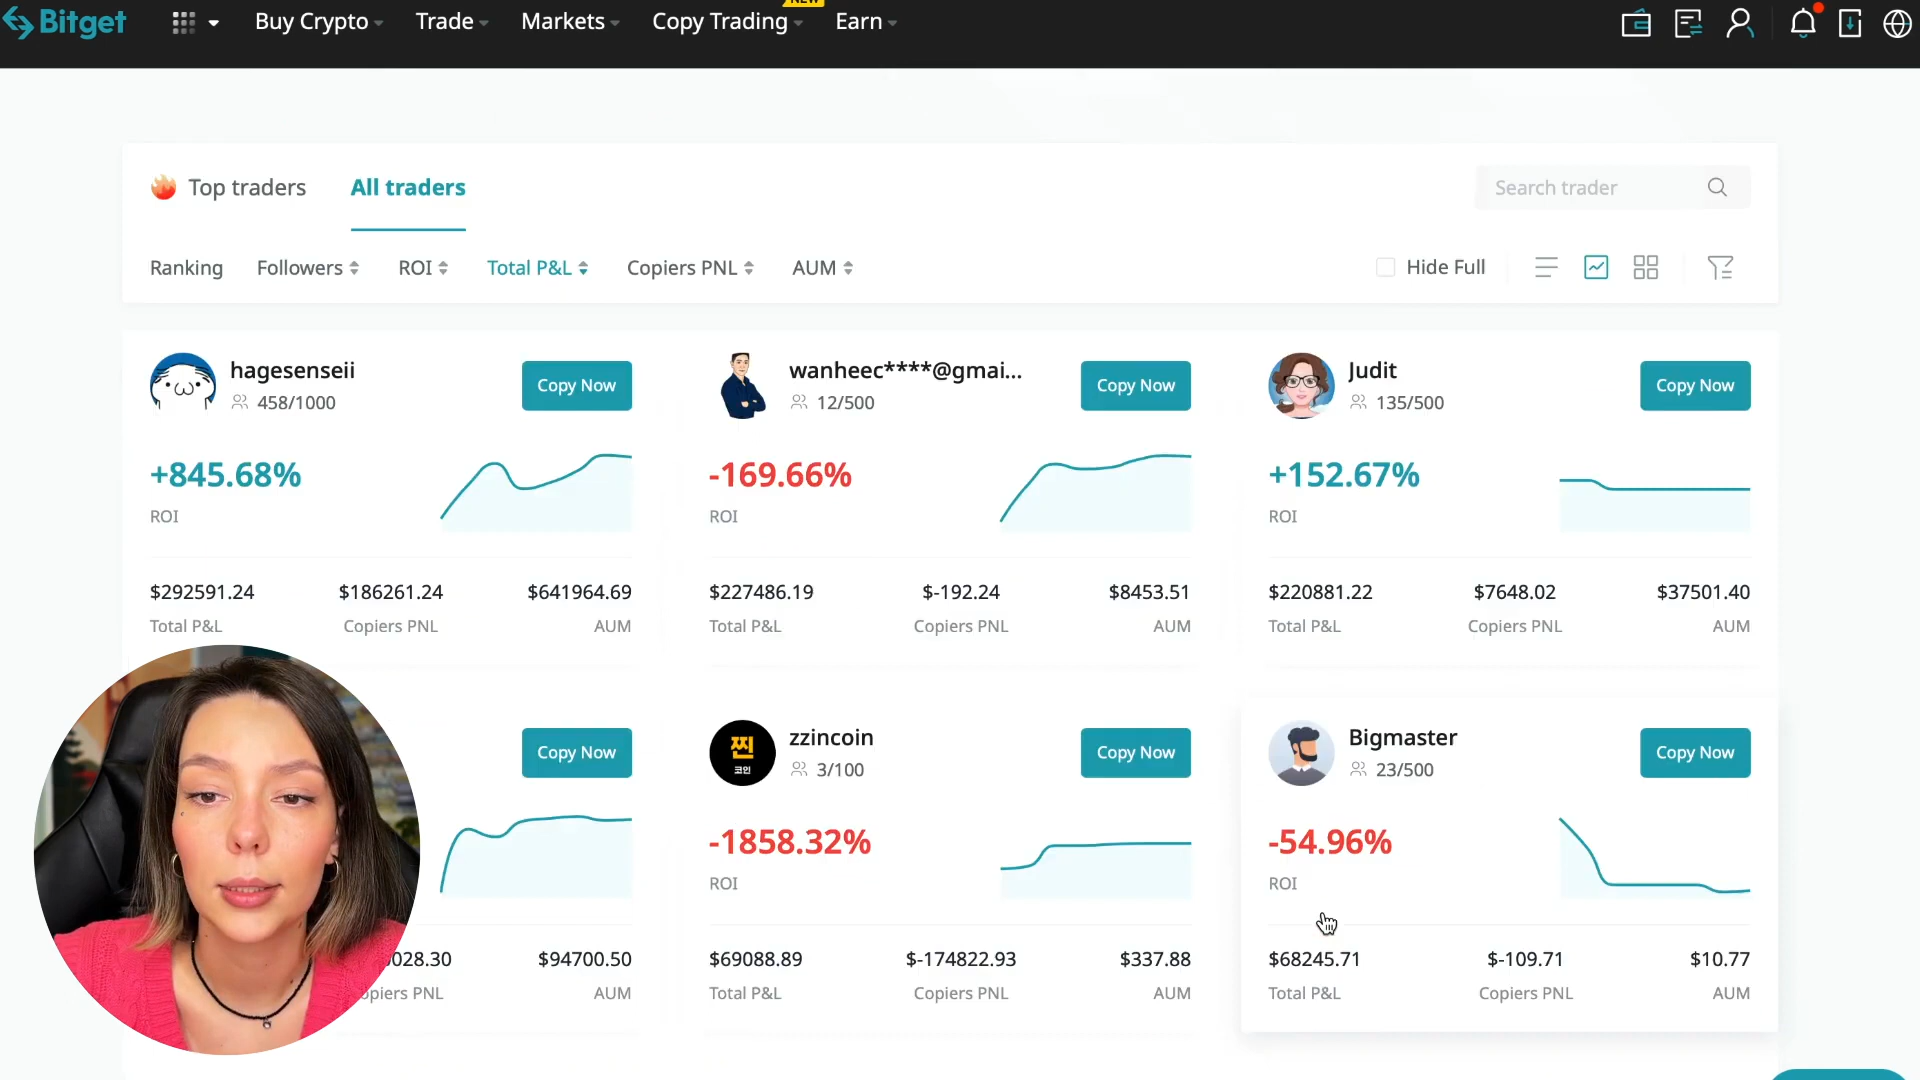 Bitget
Buy Crypto
Trade
Markets
Copy Trading
NEW
Earn
Top traders
All traders
Search trader
Ranking
Followers
ROI
Total P&L
Copiers PNL
AUM
Hide Full
hagesenseii
458/1000
Copy Now
+845.68%
ROI
$292591.24
$186261.24
$641964.69
Total P&L
Copiers PNL
AUM
wanheec****@gmai...
12/500
Copy Now
-169.66%
ROI
$227486.19
$-192.24
$8453.51
Total P&L
Copiers PNL
AUM
Judit
135/500
Copy Now
+152.67%
ROI
$220881.22
$7648.02
$37501.40
Total P&L
Copiers PNL
AUM
Copy Now
028.30
$94700.50
opiers PNL
AUM
찐
코인
zzincoin
3/100
Copy Now
-1858.32%
ROI
$69088.89
$-174822.93
$337.88
Total P&L
Copiers PNL
AUM
Bigmaster
23/500
Copy Now
-54.96%
ROI
$68245.71
$-109.71
$10.77
Total P&L
Copiers PNL
AUM